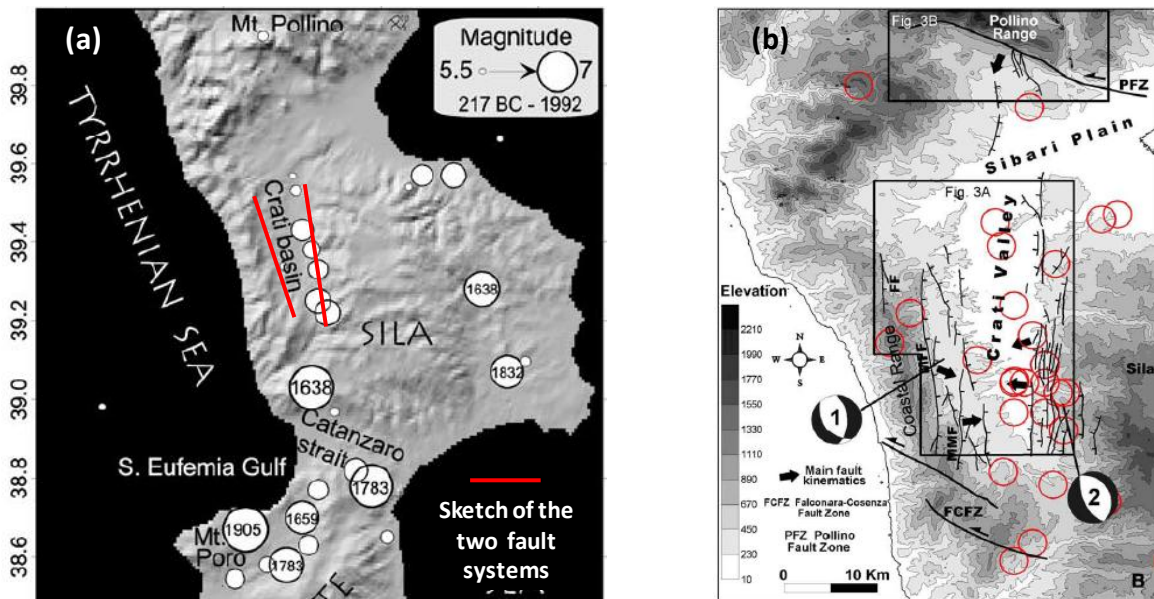 (a)
Mt. Pollino
Magnitude
5.5
7
217 BC - 1992
39.8
39.6
39.4
39.2
39.0
38.8
38.6
TYRRHENIAN SEA
Crati basin
1638
SILA
1832
1638
Catanzaro
strait
S. Eufemia Gulf
1783
1905
1659
Mt.
Poro
1783
Sketch of the
two fault
systems
(b)
Fig. 3B
Pollino
Range
PFZ
Sibari Plain
Fig. 3A
Crati Valley
FF
Elevation
2210
1990
1770
1550
1330
1110
890
670
450
230
10
N
W
E
S
Coastal Range
MFF
MMF
Sila
1
2
Main fault
kinematics
FCFZ Falconara-Cosenza
Fault Zone
FCFZ
PFZ Pollino
Fault Zone
0
10 Km
B